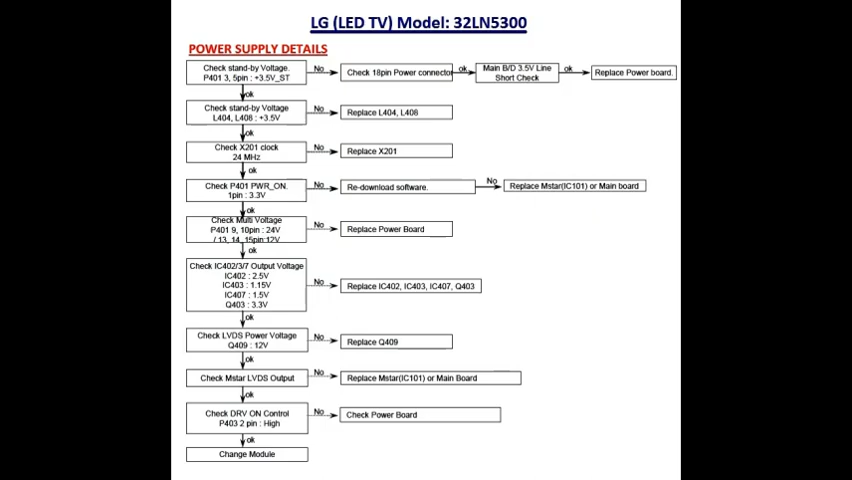 LG (LED TV) Model: 32LN5300
POWER SUPPLY DETAILS
Check stand-by Voltage.
P401 3, 5pin : +3.5V_ST
No
Check 18pin Power connector
ok
Main B/D 3.5V Line
Short Check
ok
Replace Power board.
ok
Check stand-by Voltage
L404, L408 : +3.5V
No
Replace L404, L408
ok
Check X201 clock
24 MHz
No
Replace X201
ok
Check P401 PWR_ON.
1pin : 3.3V
No
Re-download software.
No
Replace Mstar(IC101) or Main board
ok
Check Multi Voltage
P401 9, 10pin : 24V
/ 13, 14, 15pin:12V
No
Replace Power Board
ok
Check IC402/3/7 Output Voltage
IC402 : 2.5V
IC403 : 1.15V
IC407 : 1.5V
Q403 : 3.3V
No
Replace IC402, IC403, IC407, Q403
ok
Check LVDS Power Voltage
Q409 : 12V
No
Replace Q409
ok
Check Mstar LVDS Output
No
Replace Mstar(IC101) or Main Board
ok
Check DRV ON Control
P403 2 pin : High
No
Check Power Board
ok
Change Module